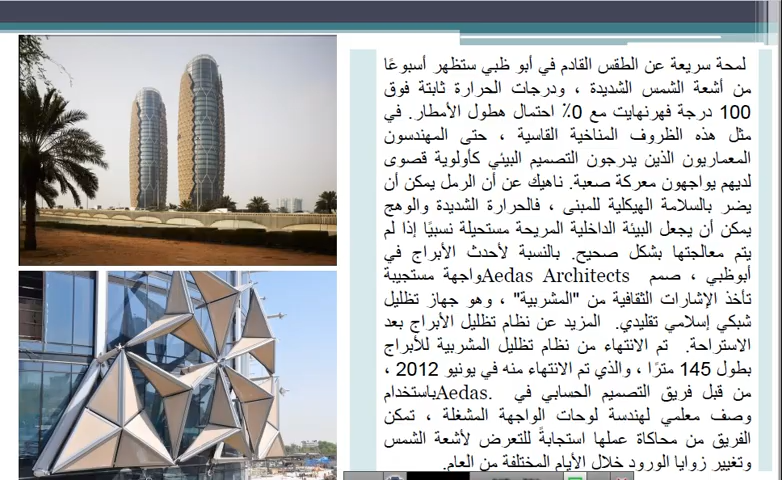 لمحة سريعة عن الطقس القادم في أبو ظبي ستظهر أسبوعًا
من أشعة الشمس الشديدة ، ودرجات الحرارة ثابتة فوق
100 درجة فهرنهايت مع 0٪ احتمال هطول الأمطار. في
مثل هذه الظروف المناخية القاسية ، حتى المهندسون
المعماريون الذين يدرجون التصميم البيئي كأولوية قصوى
لديهم يواجهون معركة صعبة. ناهيك عن أن الرمل يمكن أن
يضر بالسلامة الهيكلية للمبنى ، فالحرارة الشديدة والوهج
يمكن أن يجعل البيئة الداخلية المريحة مستحيلة نسبيًا إذا لم
يتم معالجتها بشكل صحيح. بالنسبة لأحدث الأبراج في
أبوظبي ، صمم Aedas Architectsواجهة مستجيبة
تأخذ الإشارات الثقافية من "المشربية" ، وهو جهاز تظليل
شبكي إسلامي تقليدي. المزيد عن نظام تظليل الأبراج بعد
الاستراحة. تم الانتهاء من نظام تظليل المشربية للأبراج
بطول 145 مترًا ، والذي تم الانتهاء منه في يونيو 2012 ،
من قبل فريق التصميم الحسابي في Aedas. باستخدام
وصف معلمي لهندسة لوحات الواجهة المشغلة ، تمكن
الفريق من محاكاة عملها استجابةً للتعرض لأشعة الشمس
وتغيير زوايا الورود خلال الأيام المختلفة من العام.